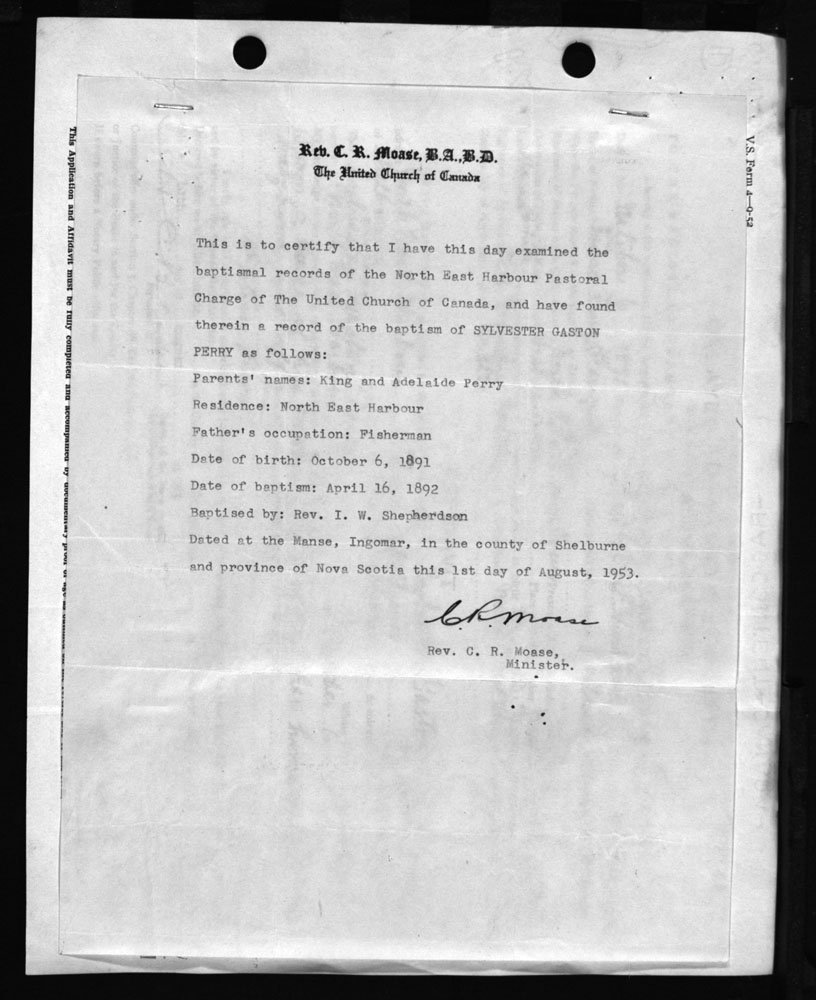 Rev. C. R. Moase, B.A.,B.D.
The United Church of Canada
This is to certify that I have this day examined the
baptismal records of the North East Harbour Pastoral
Charge of The United Church of Canada, and have found
therein a record of the baptism of SYLVESTER GASTON
PERRY as follows:
Parents' names: King and Adelaide Perry
Residence: North East Harbour
Father's occupation: Fisherman
Date of birth: October 6, 1891
Date of baptism: April 16, 1892
Baptised by: Rev. I. W. Shepherdson
Dated at the Manse, Ingomar, in the county of Shelburne
and province of Nova Scotia this 1st day of August, 1953.
C.R. Moase
Rev. C. R. Moase,
Minister.
V.S. Form 4—9-52
This Application and Affidavit must be fully completed and accompanied by documentary proof of age